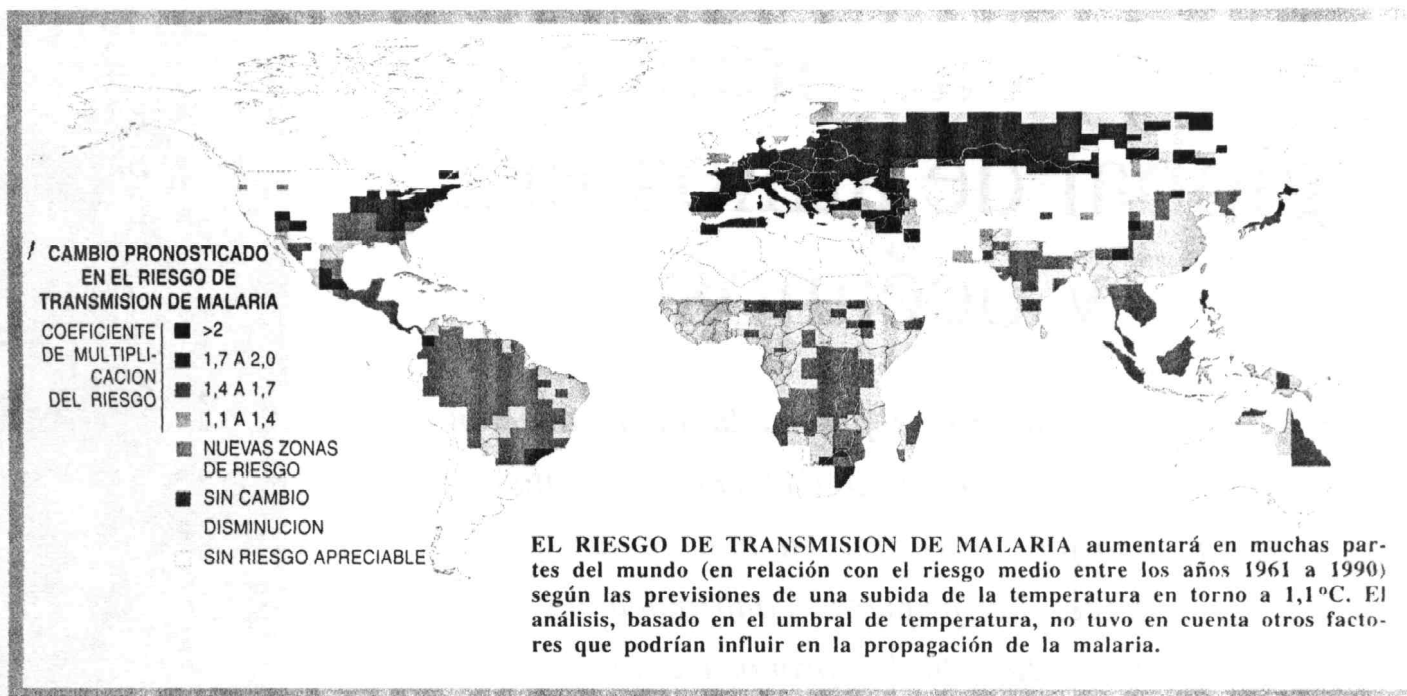 CAMBIO PRONOSTICADO
EN EL RIESGO DE
TRANSMISION DE MALARIA
COEFICIENTE
DE MULTIPLI-
CACION
DEL RIESGO
>2
1,7 A 2,0
1,4 A 1,7
1,1 A 1,4
NUEVAS ZONAS
DE RIESGO
SIN CAMBIO
DISMINUCION
SIN RIESGO APRECIABLE
EL RIESGO DE TRANSMISION DE MALARIA aumentará en muchas par-
tes del mundo (en relación con el riesgo medio entre los años 1961 a 1990)
según las previsiones de una subida de la temperatura en torno a 1,1°C. El
análisis, basado en el umbral de temperatura, no tuvo en cuenta otros facto-
res que podrían influir en la propagación de la malaria.